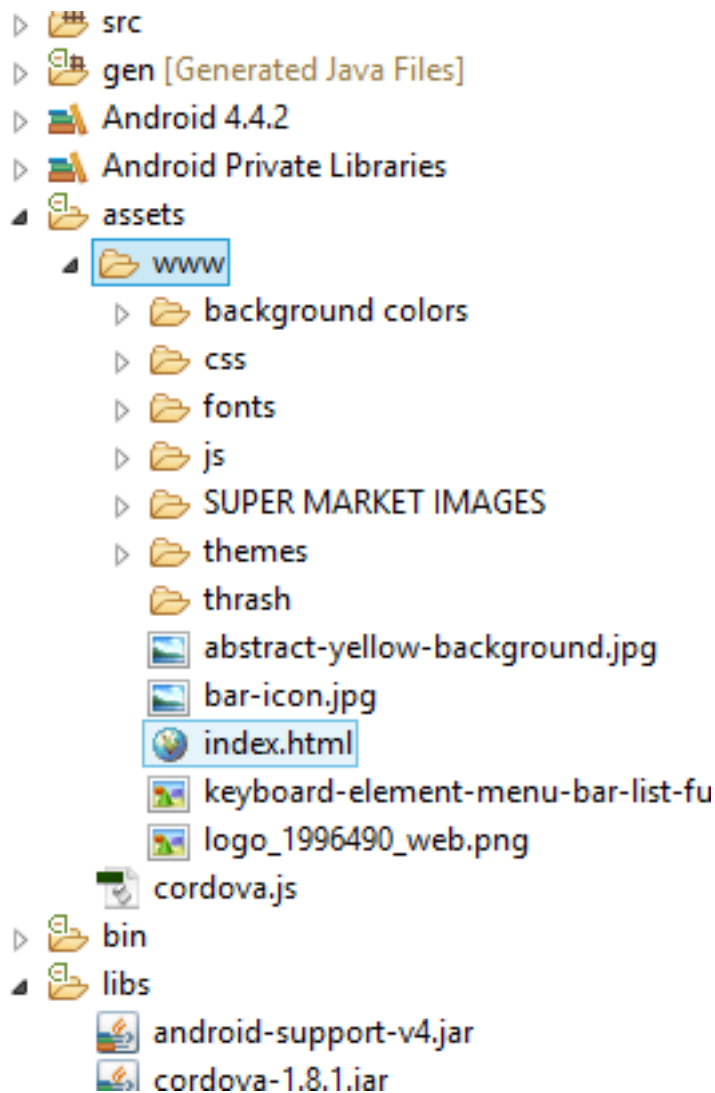 src
gen [Generated Java Files]
Android 4.4.2
Android Private Libraries
assets
www
background colors
css
fonts
js
SUPER MARKET IMAGES
themes
thrash
abstract-yellow-background.jpg
bar-icon.jpg
index.html
keyboard-element-menu-bar-list-fu
logo_1996490_web.png
cordova.js
bin
libs
android-support-v4.jar
cordova-1.8.1.jar